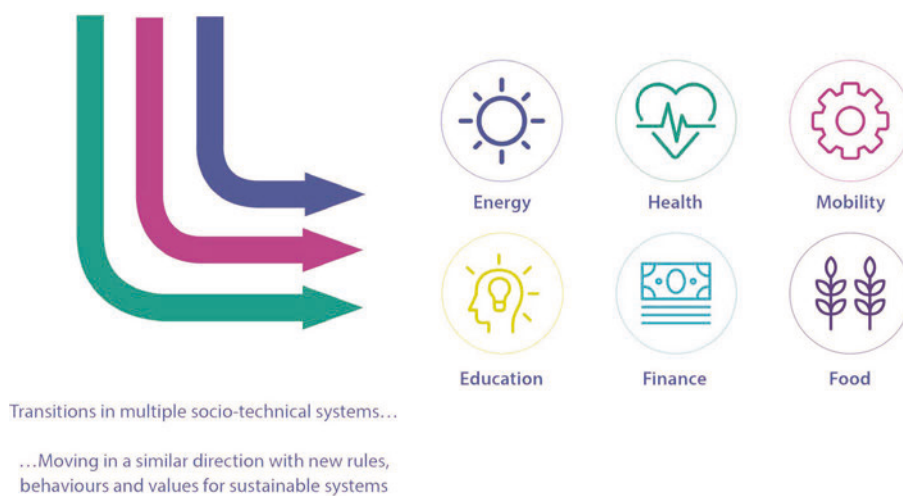 Energy
Health
Mobility
Education
Finance
Food
Transitions in multiple socio-technical systems…
…Moving in a similar direction with new rules,
behaviours and values for sustainable systems